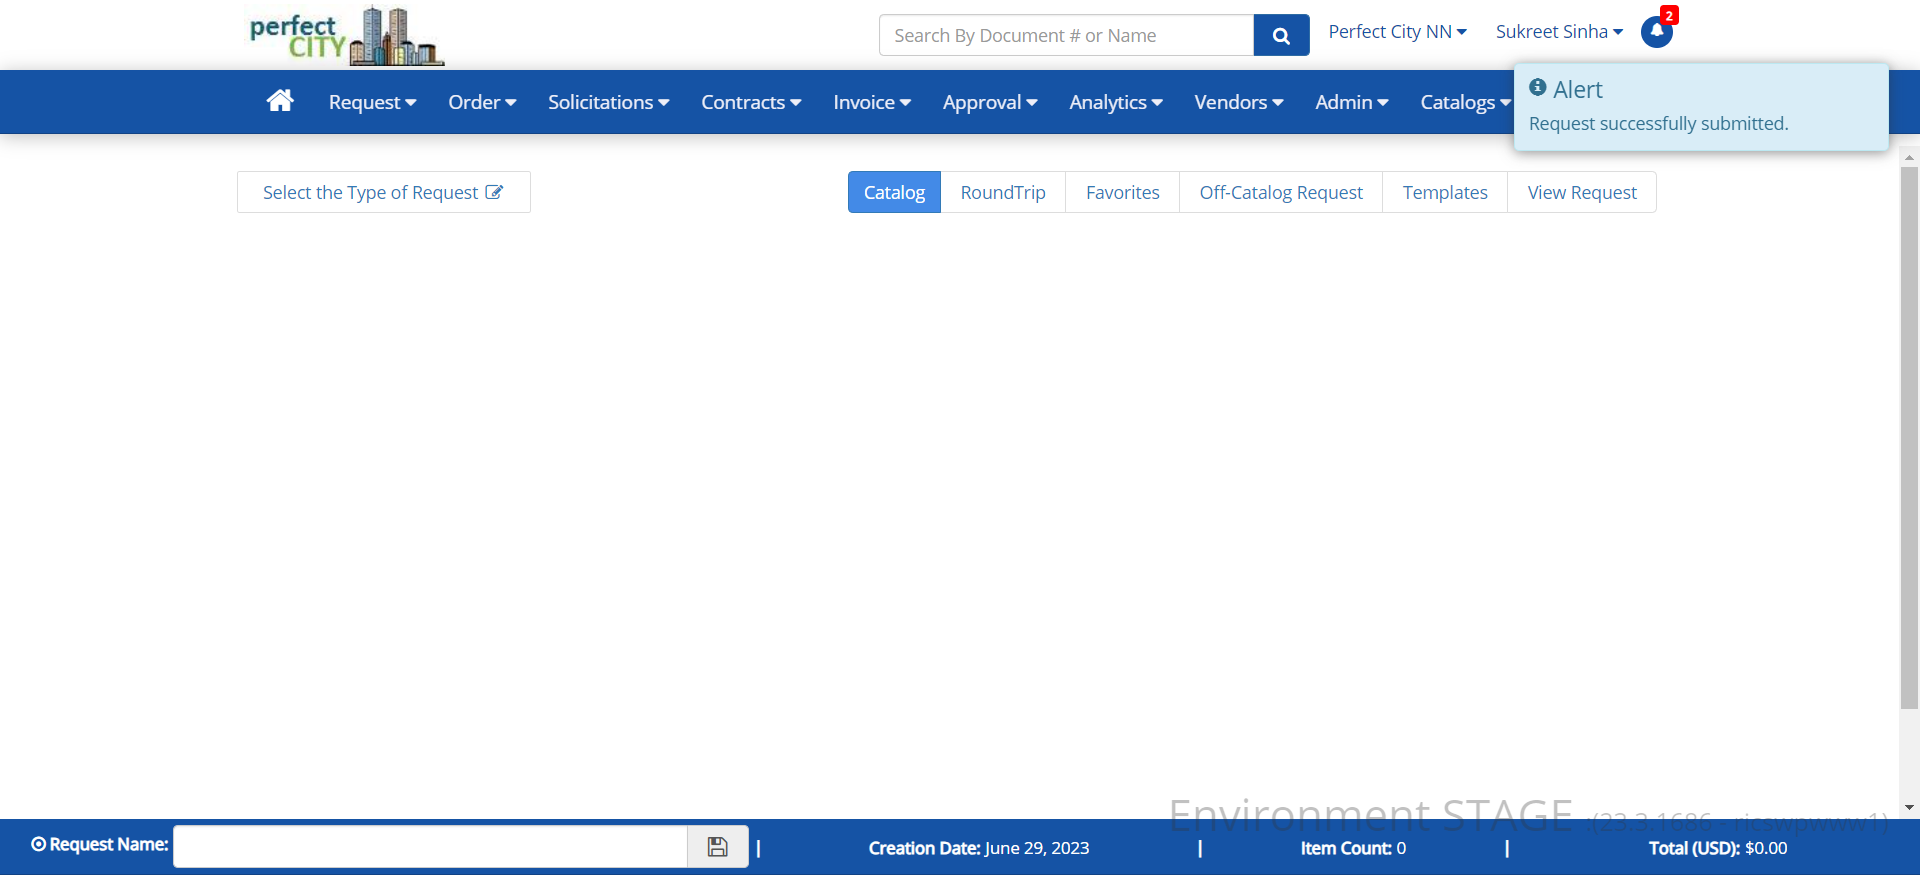 perfect
CITY
Search By Document # or Name
Perfect City NN
Sukreet Sinha
2
Request
Order
Solicitations
Contracts
Invoice
Approval
Analytics
Vendors
Admin
Catalogs
Alert
Request successfully submitted.
Select the Type of Request
Catalog
RoundTrip
Favorites
Off-Catalog Request
Templates
View Request
Environment STAGE :(23.3.1686 -
Request Name:
|
Creation Date: June 29, 2023
|
Item Count: 0
|
Total (USD): $0.00